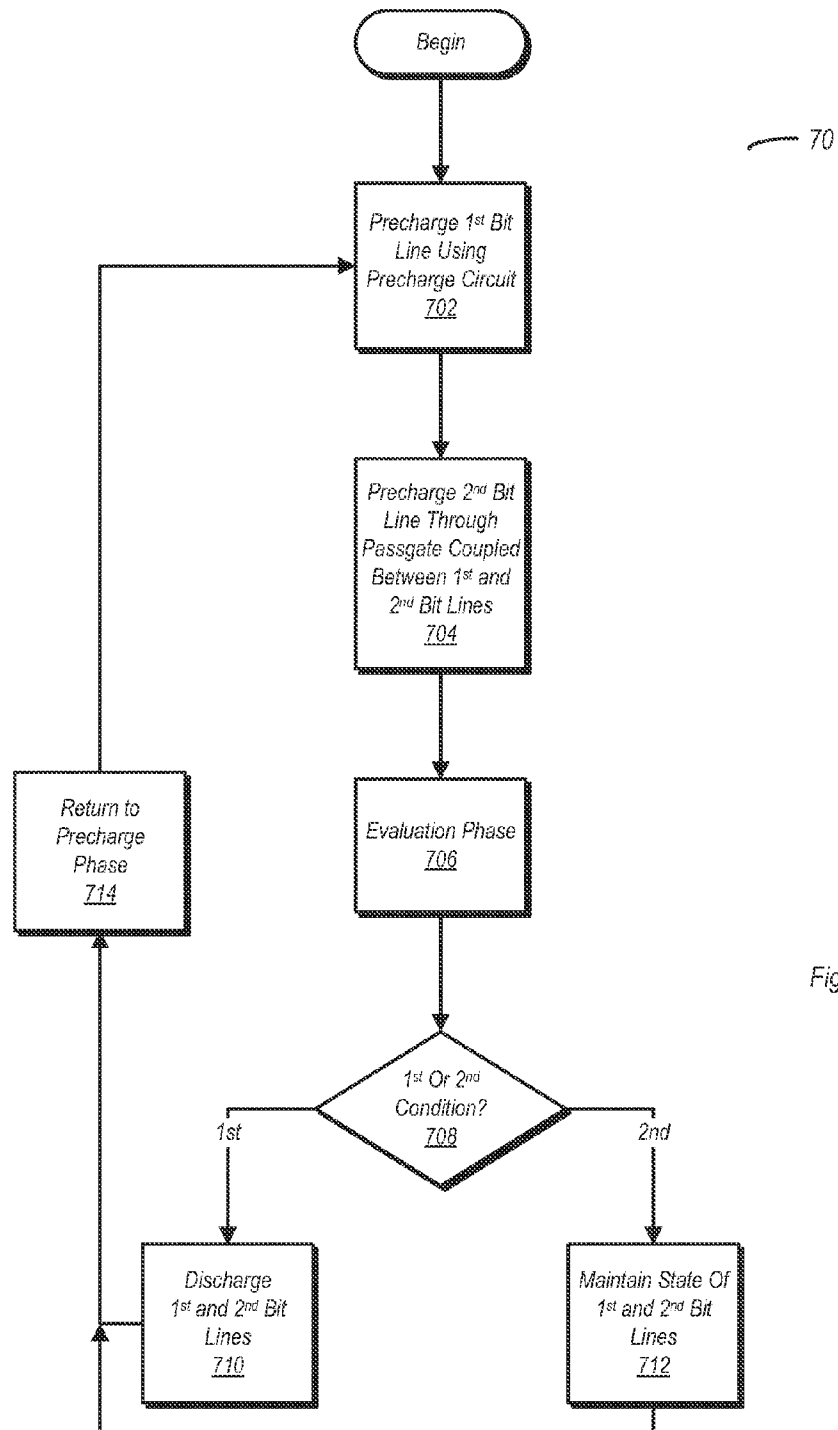 Begin
70
Precharge 1st Bit
Line Using
Precharge Circuit
702
Precharge 2nd Bit
Line Through
Passgate Coupled
Between 1st and
2nd Bit Lines
704
Return to
Precharge
Phase
714
Evaluation Phase
706
Fig
1st Or 2nd
Condition?
708
1st
2nd
Discharge
1st and 2nd Bit
Lines
710
Maintain State Of
1st and 2nd Bit
Lines
712